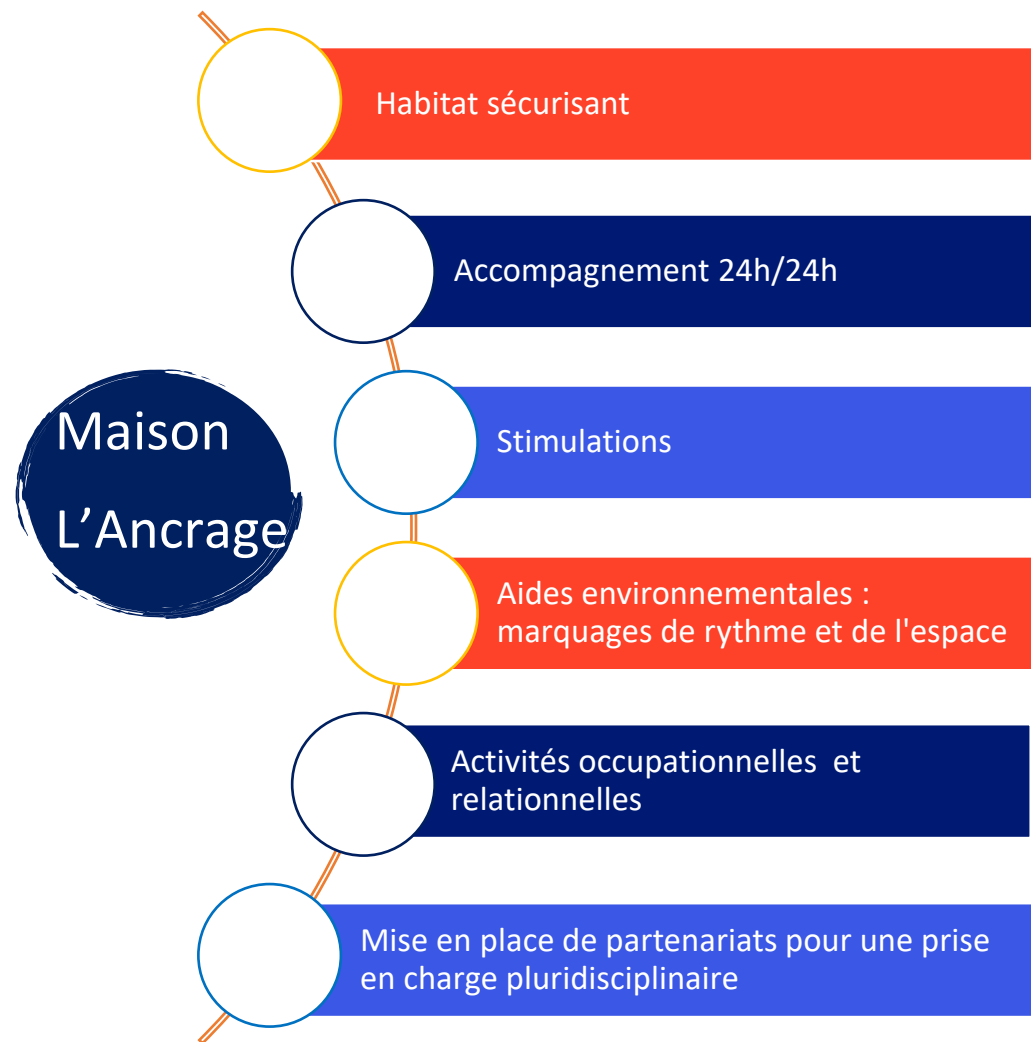 Habitat sécurisant
Accompagnement 24h/24h
Maison
L’Ancrage
Stimulations
Aides environnementales :
marquages de rythme et de l'espace
Activités occupationnelles  et
relationnelles
Mise en place de partenariats pour une prise
en charge pluridisciplinaire